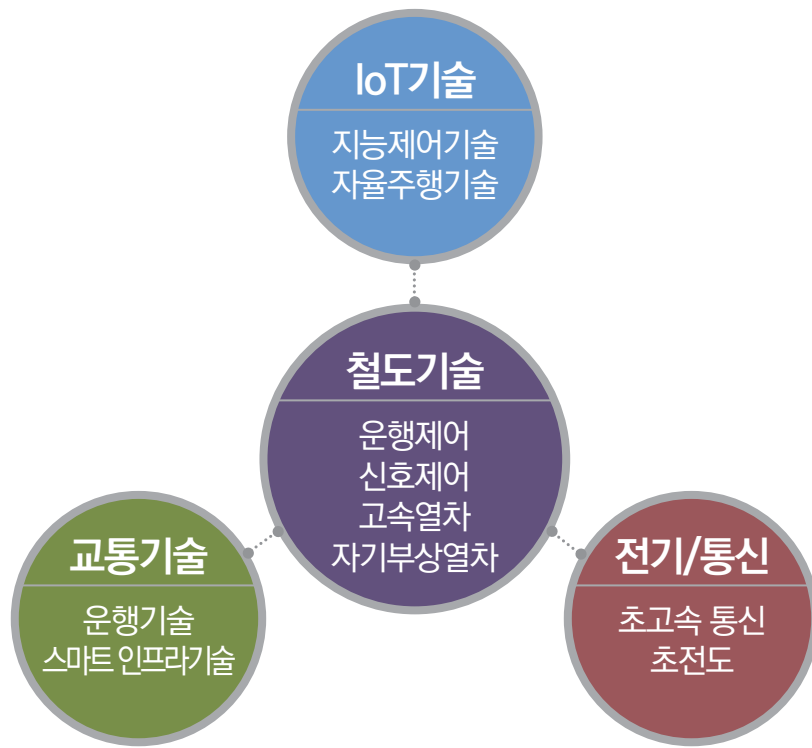 IoT기술
지능제어기술
자율주행기술
철도기술
운행제어
신호제어
고속열차
자기부상열차
교통기술
운행기술
스마트 인프라기술
전기/통신
초고속 통신
초전도